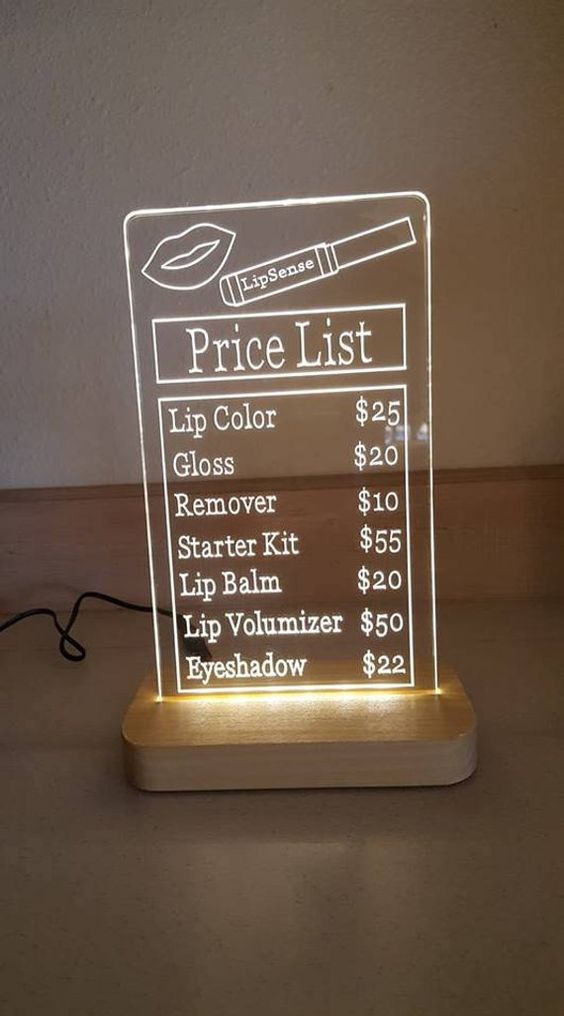 LipSense
Price List
Lip Color $25
Gloss $20
Remover $10
Starter Kit $55
Lip Balm $20
Lip Volumizer $50
Eyeshadow $22